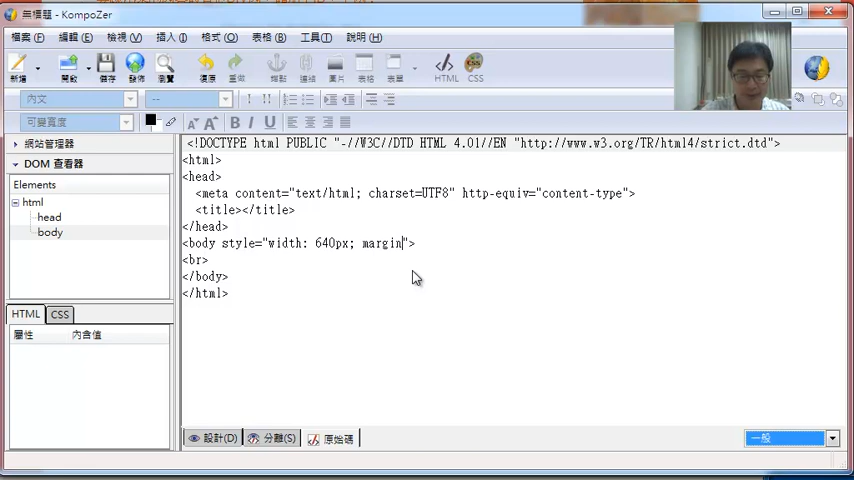 無標題 - KompoZer
檔案(F) 編輯(E) 檢視(V) 插入(I) 格式(O) 表格(B) 工具(T) 說明(H)
新增 開啟 儲存 發佈 瀏覽 復原 重做 錨點 連結 圖片 表格 表單 HTML CSS
內文 --
可變寬度 A A B I U
網站管理器
DOM 查看器
Elements
html
head
body
HTML CSS
屬性 內含值
<!DOCTYPE html PUBLIC "-//W3C//DTD HTML 4.01//EN "http://www.w3.org/TR/html4/strict.dtd">
<html>
<head>
<meta content="text/html; charset=UTF8" http-equiv="content-type">
<title></title>
</head>
<body style="width: 640px; margin">
<br>
</body>
</html>
設計(D) 分離(S) 原始碼
一般